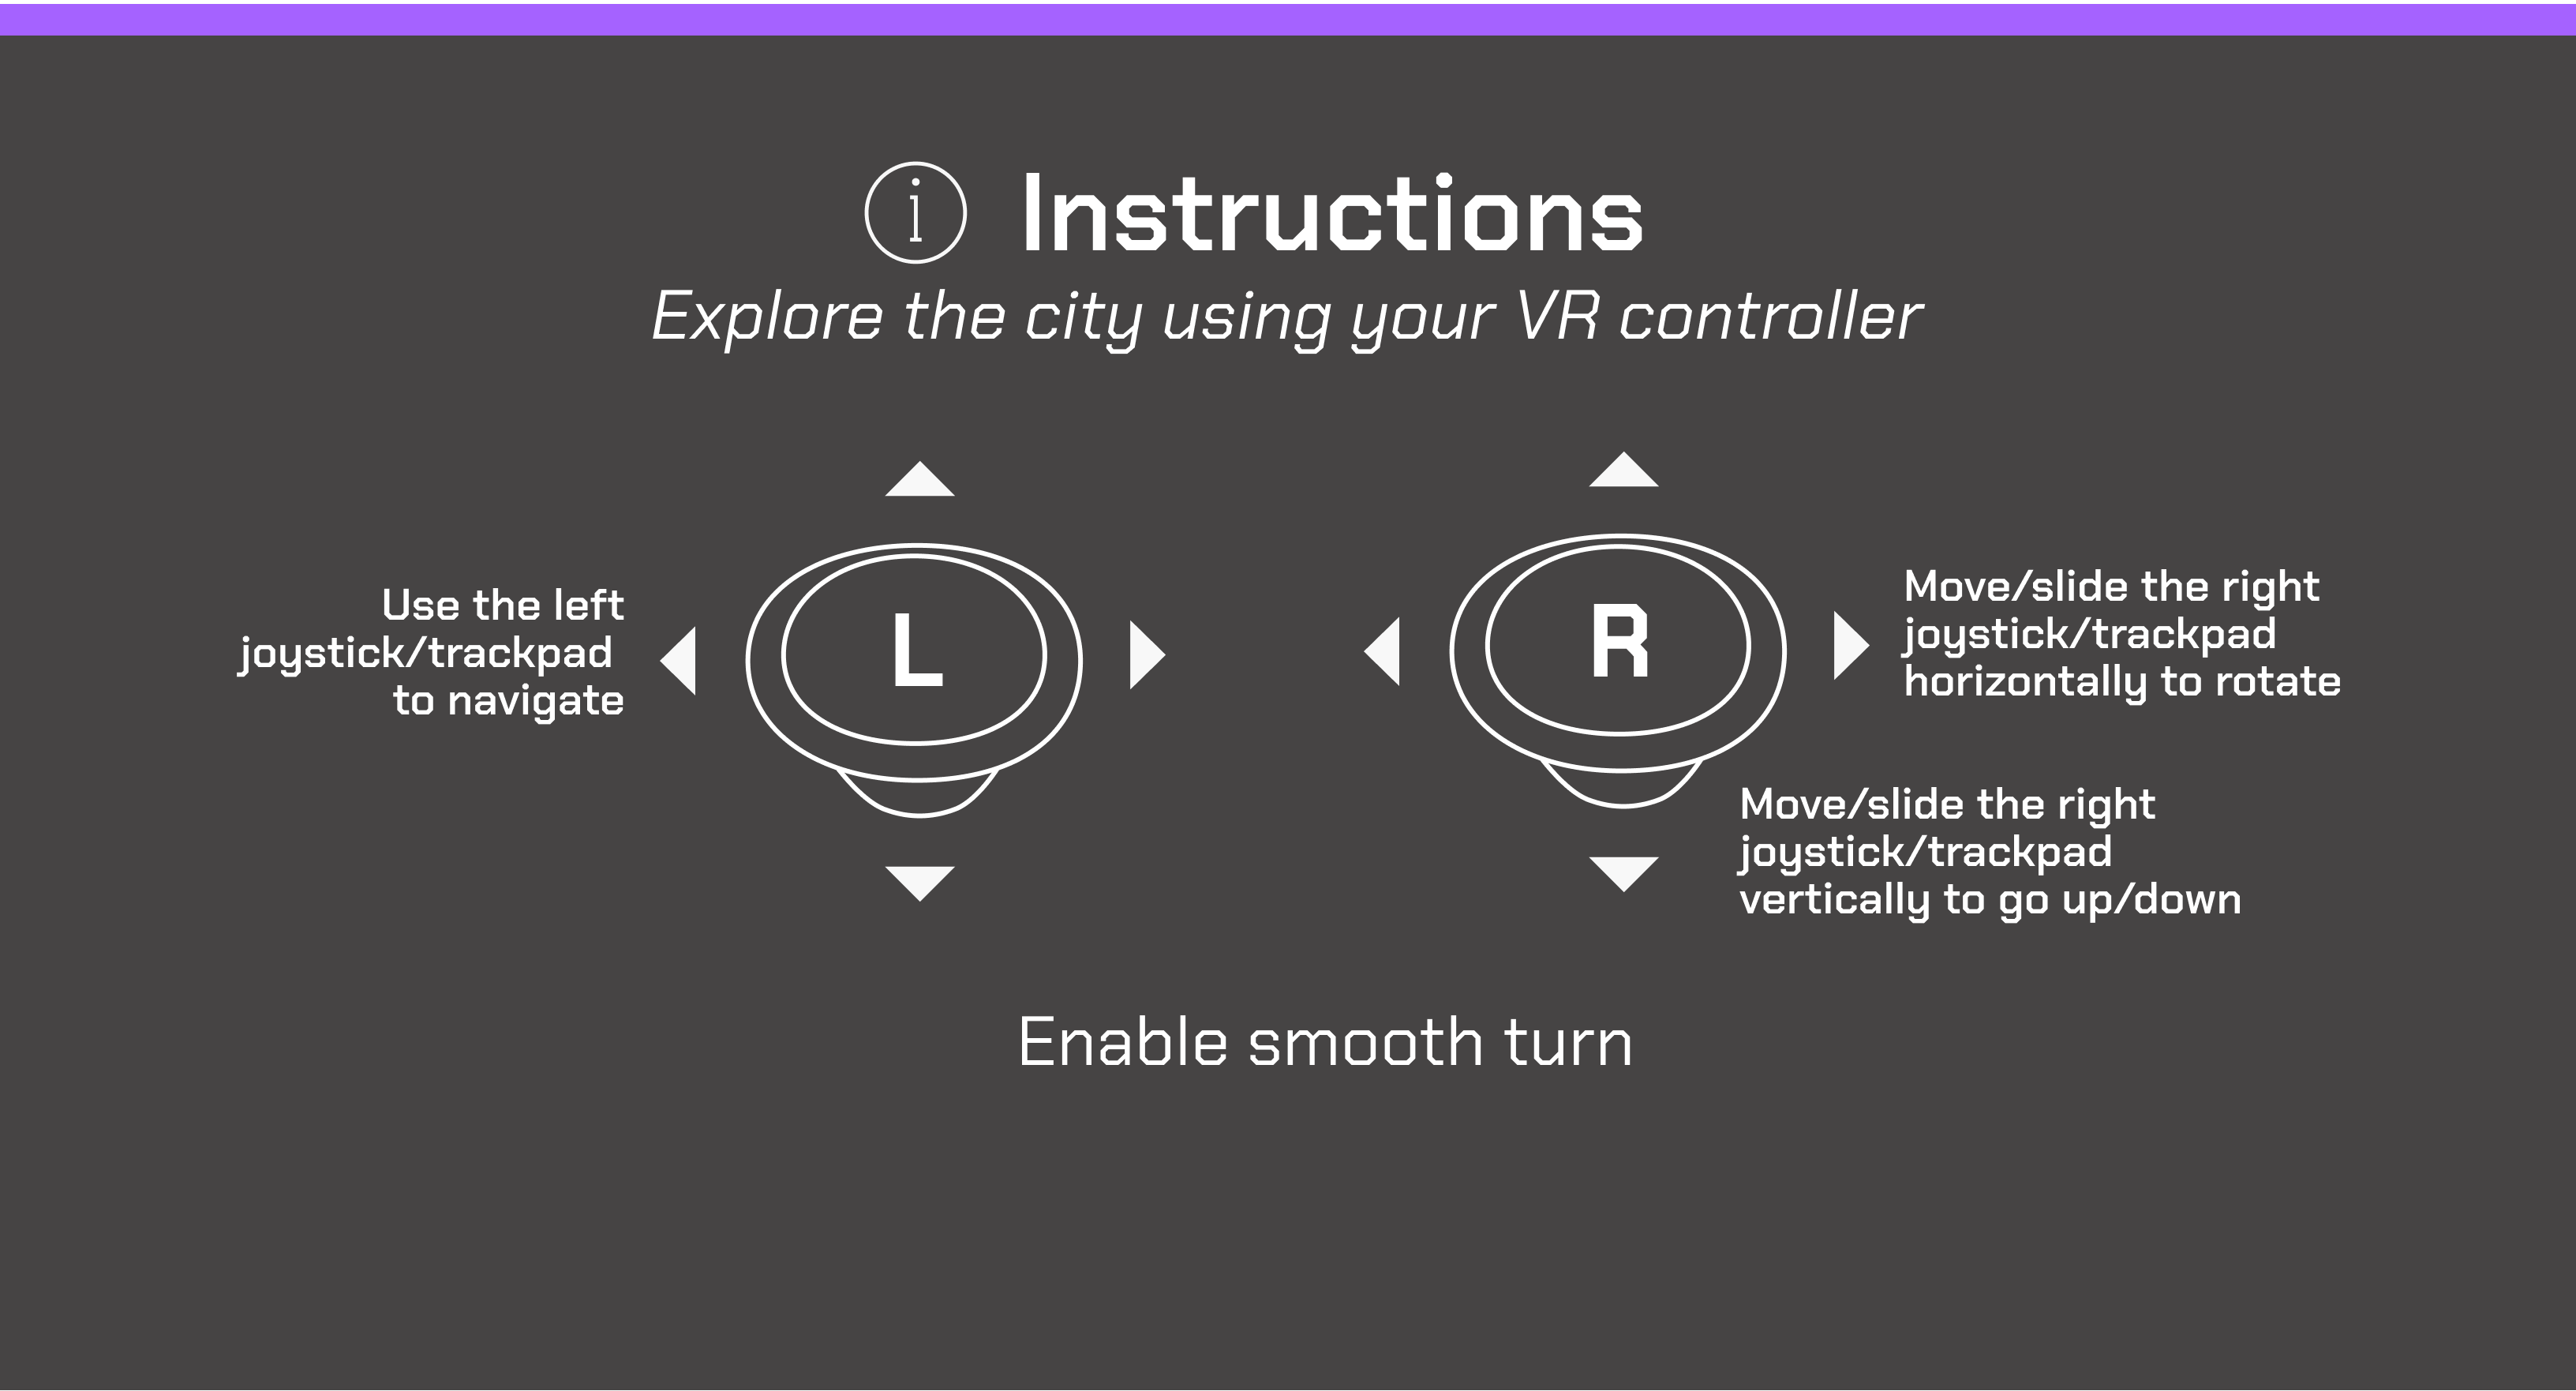 i Instructions
Explore the city using your VR controller
Use the left
joystick/trackpad
to navigate
L
R
Move/slide the right
joystick/trackpad
horizontally to rotate
Move/slide the right
joystick/trackpad
vertically to go up/down
Enable smooth turn